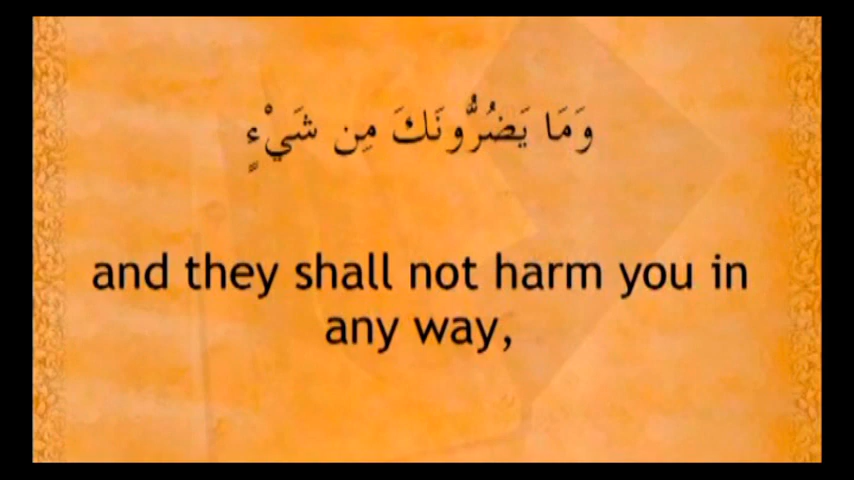 وَمَا يَضُرُّونَكَ مِن شَيْءٍ
and they shall not harm you in
any way,